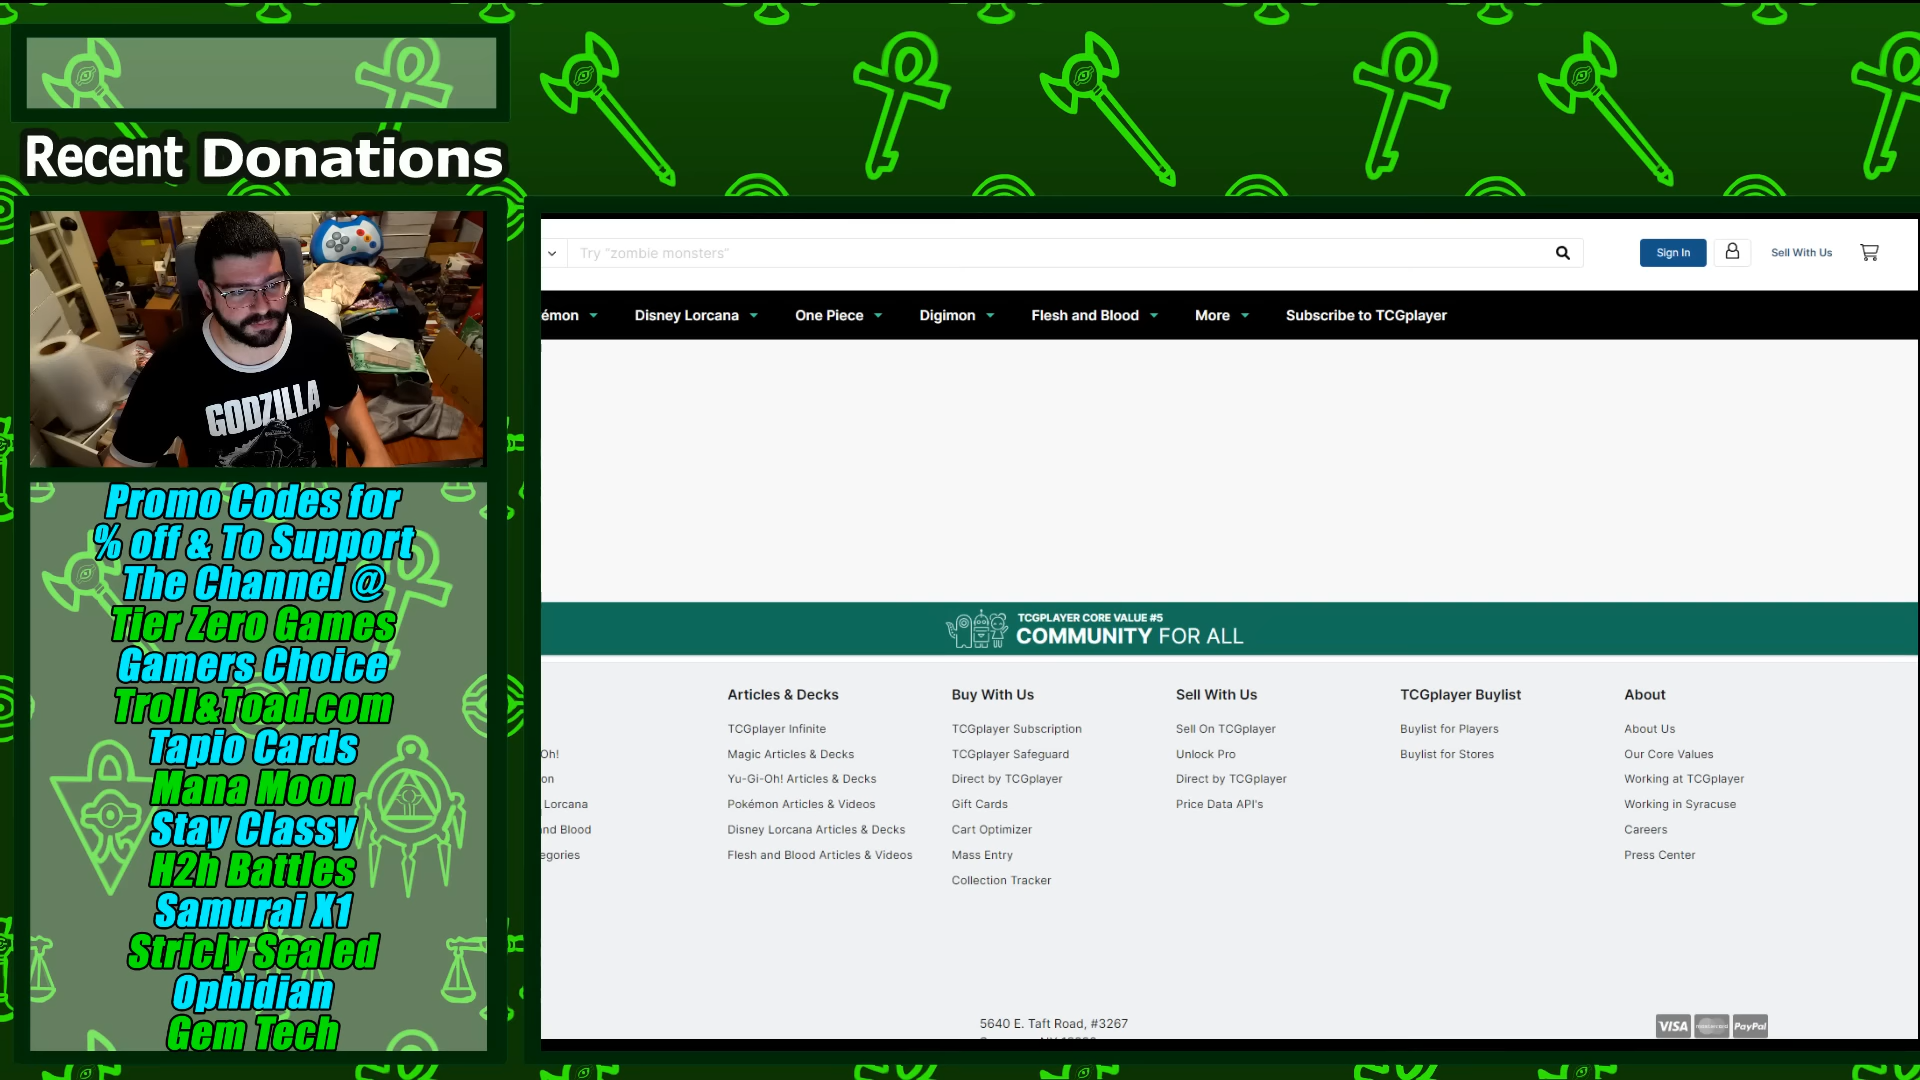 Recent Donations
GODZILLA
Promo Codes for
% off & To Support
The Channel @
Tier Zero Games
Gamers Choice
Troll&Toad.com
Tapio Cards
Mana Moon
Stay Classy
H2h Battles
Samurai X1
Stricly Sealed
Ophidian
Gem Tech
Try "zombie monsters"
Sign In
Sell With Us
émon
Disney Lorcana
One Piece
Digimon
Flesh and Blood
More
Subscribe to TCGplayer
TCGPLAYER CORE VALUE #5
COMMUNITY FOR ALL
Oh!
on
Lorcana
nd Blood
egories
Articles & Decks
TCGplayer Infinite
Magic Articles & Decks
Yu-Gi-Oh! Articles & Decks
Pokémon Articles & Videos
Disney Lorcana Articles & Decks
Flesh and Blood Articles & Videos
Buy With Us
TCGplayer Subscription
TCGplayer Safeguard
Direct by TCGplayer
Gift Cards
Cart Optimizer
Mass Entry
Collection Tracker
Sell With Us
Sell On TCGplayer
Unlock Pro
Direct by TCGplayer
Price Data API's
TCGplayer Buylist
Buylist for Players
Buylist for Stores
About
About Us
Our Core Values
Working at TCGplayer
Working in Syracuse
Careers
Press Center
5640 E. Taft Road, #3267
VISA
PayPal